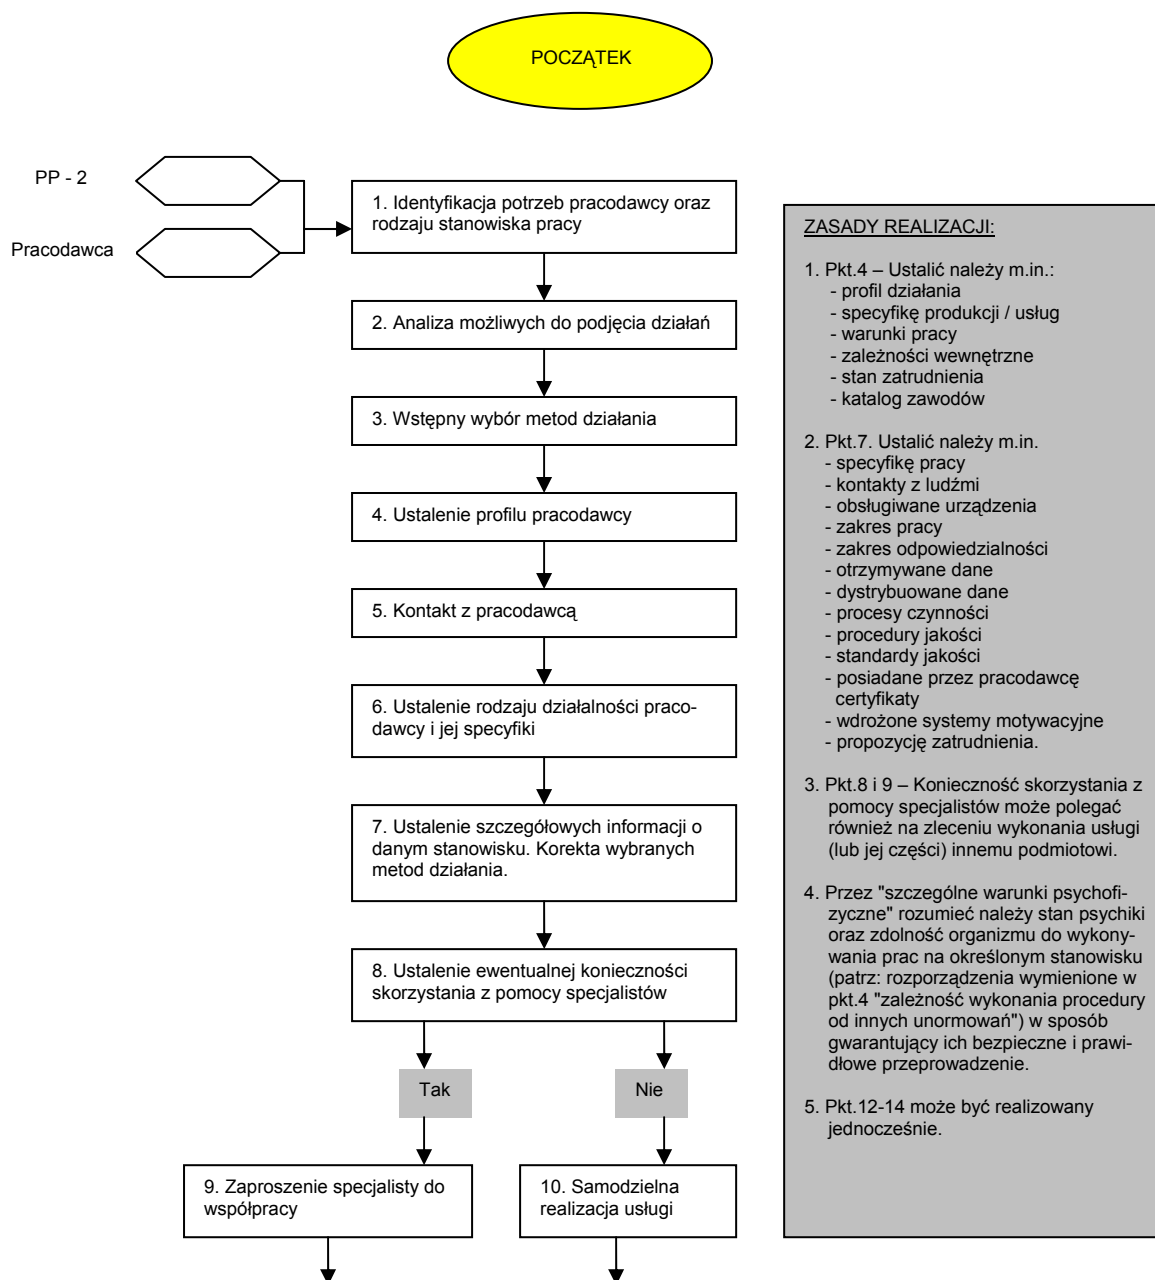 POCZĄTEK
PP - 2
Pracodawca
1. Identyfikacja potrzeb pracodawcy oraz
rodzaju stanowiska pracy
2. Analiza możliwych do podjęcia działań
3. Wstępny wybór metod działania
4. Ustalenie profilu pracodawcy
5. Kontakt z pracodawcą
6. Ustalenie rodzaju działalności praco-
dawcy i jej specyfiki
7. Ustalenie szczegółowych informacji o
danym stanowisku. Korekta wybranych
metod działania.
8. Ustalenie ewentualnej konieczności
skorzystania z pomocy specjalistów
Tak
Nie
9. Zaproszenie specjalisty do
współpracy
10. Samodzielna
realizacja usługi
ZASADY REALIZACJI:
1. Pkt.4 – Ustalić należy m.in.:
- profil działania
- specyfikę produkcji / usług
- warunki pracy
- zależności wewnętrzne
- stan zatrudnienia
- katalog zawodów
2. Pkt.7. Ustalić należy m.in.
- specyfikę pracy
- kontakty z ludźmi
- obsługiwane urządzenia
- zakres pracy
- zakres odpowiedzialności
- otrzymywane dane
- dystrybuowane dane
- procesy czynności
- procedury jakości
- standardy jakości
- posiadane przez pracodawcę
certyfikaty
- wdrożone systemy motywacyjne
- propozycję zatrudnienia.
3. Pkt.8 i 9 – Konieczność skorzystania z
pomocy specjalistów może polegać
również na zleceniu wykonania usługi
(lub jej części) innemu podmiotowi.
4. Przez "szczególne warunki psychofi-
zyczne" rozumieć należy stan psychiki
oraz zdolność organizmu do wykony-
wania prac na określonym stanowisku
(patrz: rozporządzenia wymienione w
pkt.4 "zależność wykonania procedury
od innych unormowań") w sposób
gwarantujący ich bezpieczne i prawi-
dłowe przeprowadzenie.
5. Pkt.12-14 może być realizowany
jednocześnie.